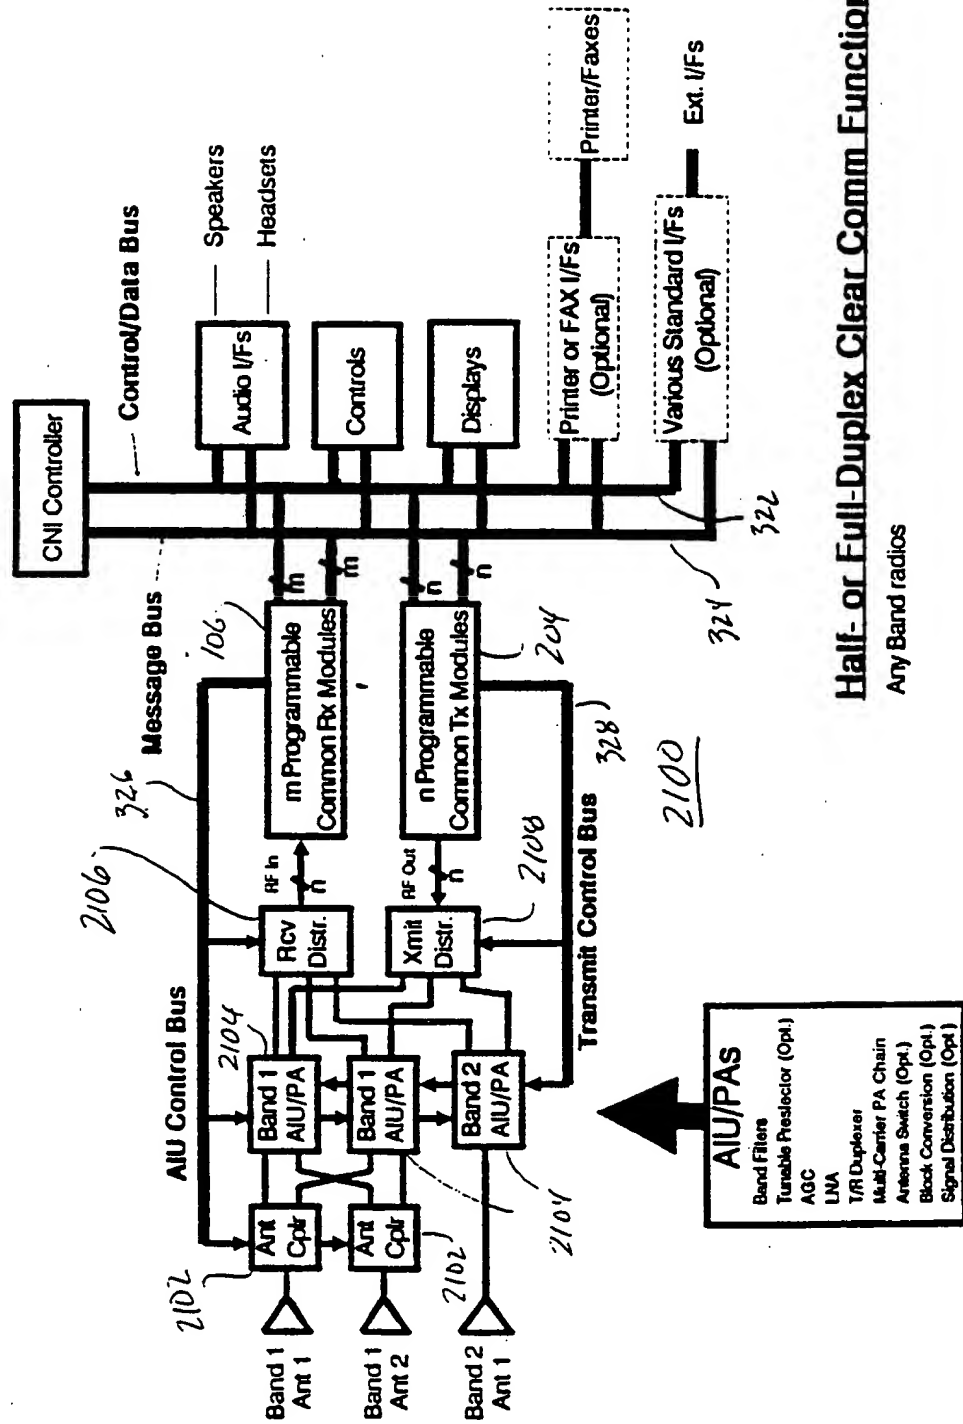 CNI Controller
Control/Data Bus
Message Bus
Speakers
Headsets
Audio I/Fs
Controls
Displays
Printer or FAX I/Fs
(Optional)
Printer/Faxes
Various Standard I/Fs
(Optional)
Ext. I/Fs
322
324
326
106
m Programmable
Common Rx Modules
m
m
204
n Programmable
Common Tx Modules
n
n
328
2106
RF In
n
Rcv
Distr.
2108
RF Out
n
Xmit
Distr.
AIU Control Bus
Transmit Control Bus
2104
Band 1
AIU/PA
Band 1
AIU/PA
Band 2
AIU/PA
2104
2102
Ant
Cplr
Ant
Cplr
2102
Band 1
Ant 1
Band 1
Ant 2
Band 2
Ant 1
2100
AIU/PAs
Band Filters
Tunable Preslector (Opt.)
AGC
LNA
T/R Duplexer
Multi-Carrier PA Chain
Antenna Switch (Opt.)
Block Conversion (Opt.)
Signal Distribution (Opt)
Half- or Full-Duplex Clear Comm Function
Any Band radios